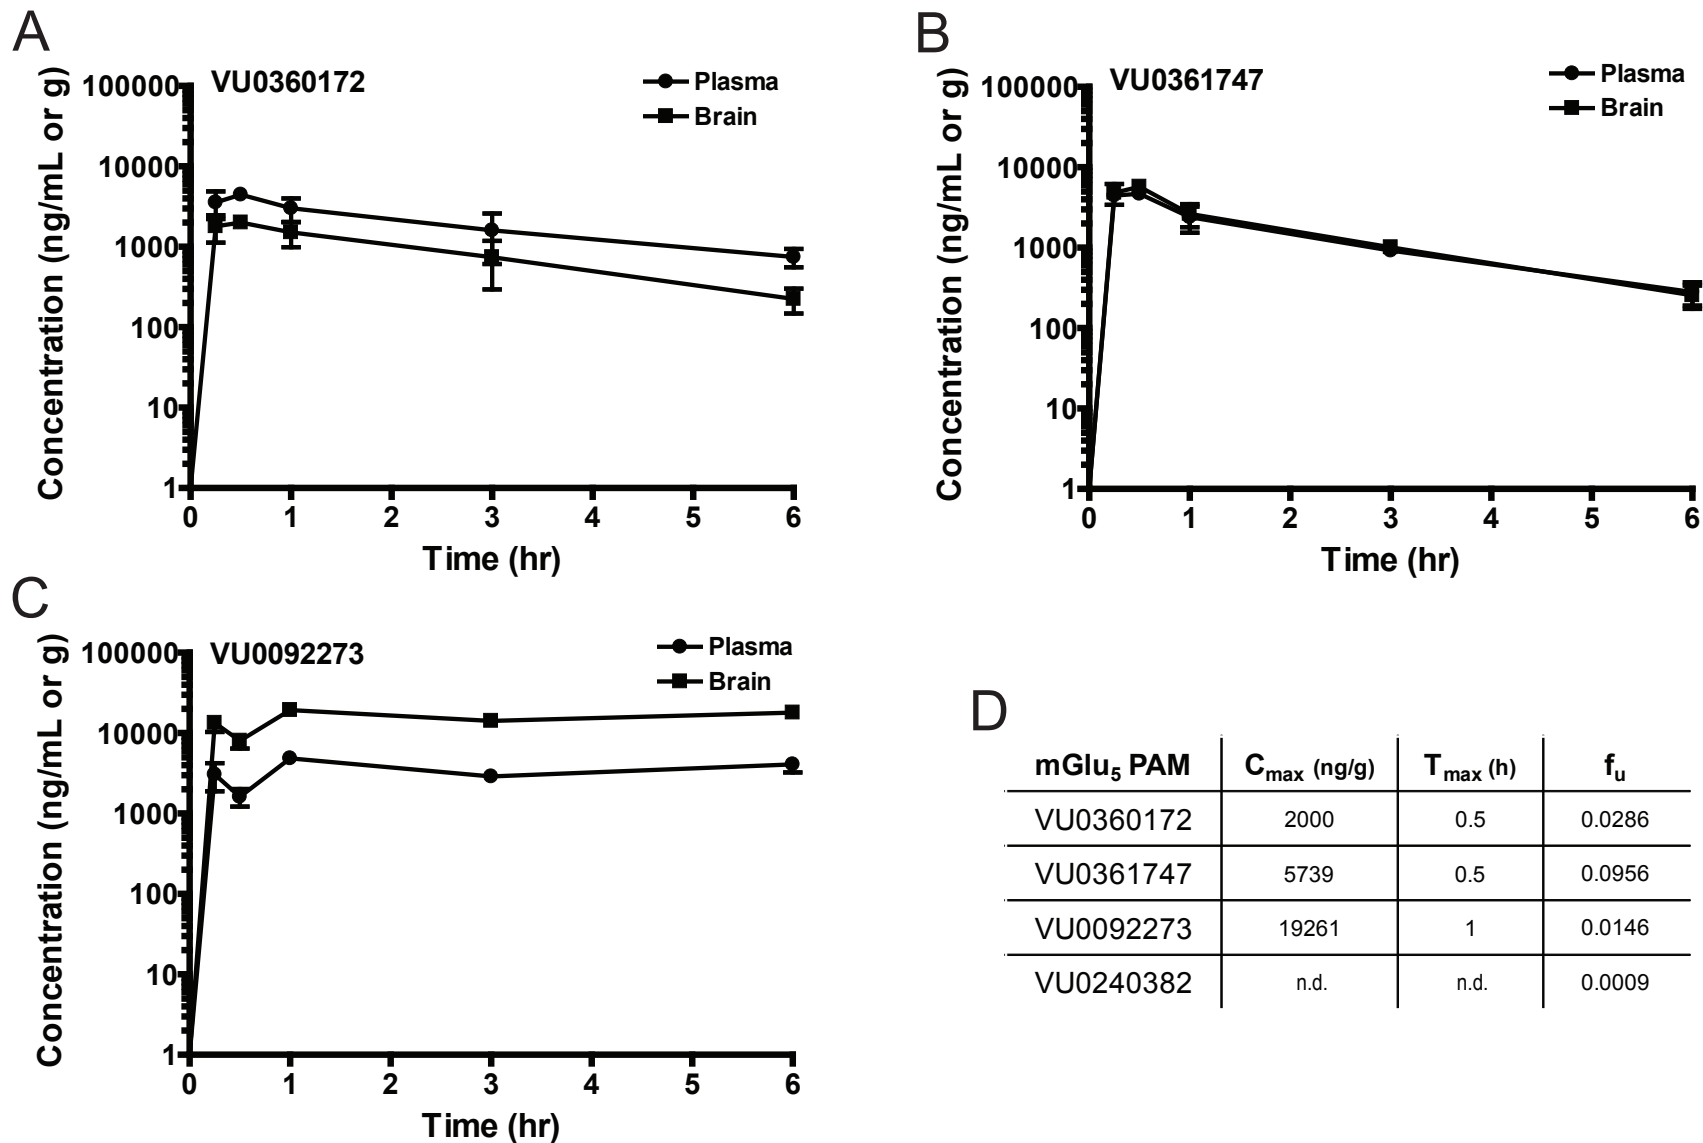 A
VU0360172
Plasma
Brain
Concentration (ng/mL or g)
100000
10000
1000
100
10
1
0 1 2 3 4 5 6
Time (hr)
B
VU0361747
Plasma
Brain
Concentration (ng/mL or g)
100000
10000
1000
100
10
1
0 1 2 3 4 5 6
Time (hr)
C
VU0092273
Plasma
Brain
Concentration (ng/mL or g)
100000
10000
1000
100
10
1
0 1 2 3 4 5 6
Time (hr)
D
mGlu5 PAM Cmax (ng/g) Tmax (h) fu
VU0360172 2000 0.5 0.0286
VU0361747 5739 0.5 0.0956
VU0092273 19261 1 0.0146
VU0240382 n.d. n.d. 0.0009